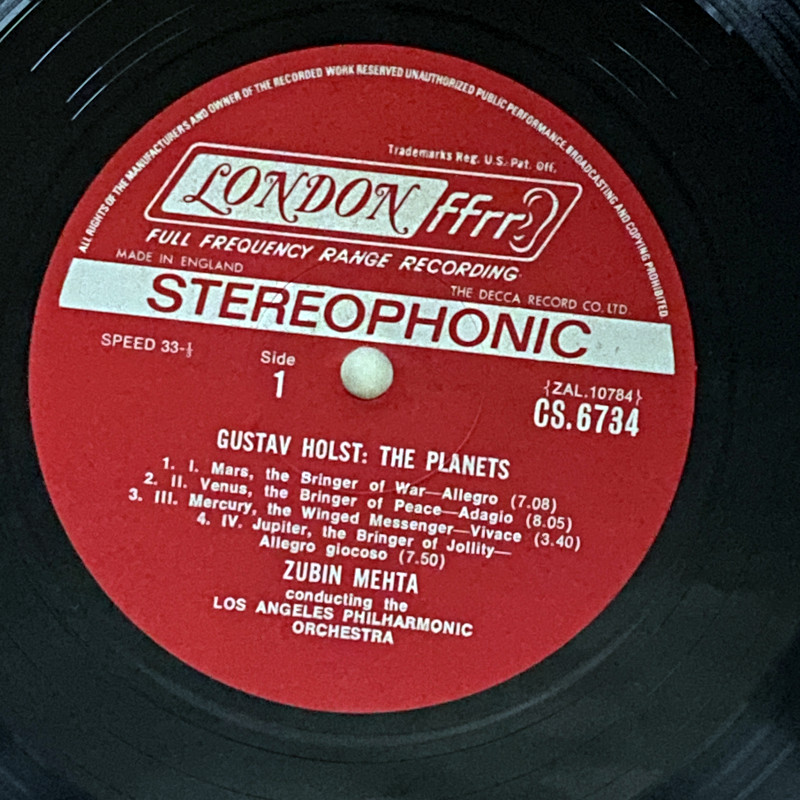 ALL RIGHTS OF THE MANUFACTURERS AND OWNER OF THE RECORDED WORK RESERVED UNAUTHORIZED PUBLIC PERFORMANCE, BROADCASTING AND COPYING PROHIBITED
Trademarks Reg. U.S. Pat. Off.
LONDON ffrr
FULL FREQUENCY RANGE RECORDING
MADE IN ENGLAND
THE DECCA RECORD CO. LTD.
STEREOPHONIC
SPEED 33-⅓
Side
1
{ZAL.10784}
CS.6734
GUSTAV HOLST: THE PLANETS
1. I. Mars, the Bringer of War—Allegro (7.08)
2. II. Venus, the Bringer of Peace—Adagio (8.05)
3. III. Mercury, the Winged Messenger—Vivace (3.40)
4. IV. Jupiter, the Bringer of Jollity—
Allegro giocoso (7.50)
ZUBIN MEHTA
conducting the
LOS ANGELES PHILHARMONIC
ORCHESTRA